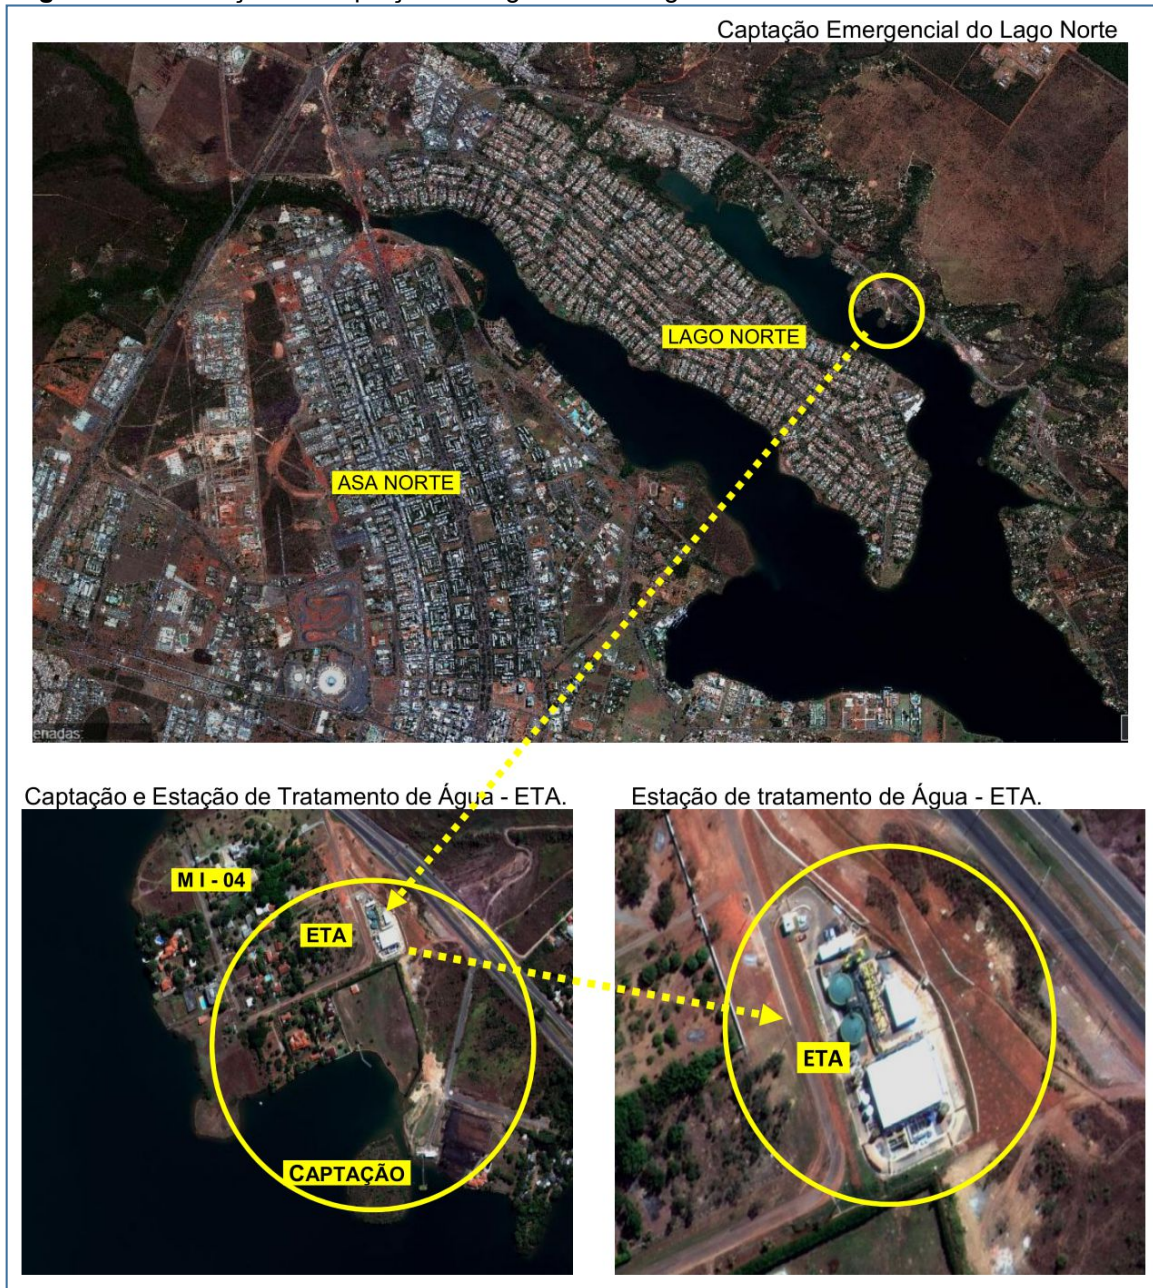 Captação Emergencial do Lago Norte
LAGO NORTE
ASA NORTE
enadas:
Captação e Estação de Tratamento de Água - ETA.
Estação de tratamento de Água - ETA.
M I - 04
ETA
ETA
CAPTAÇÃO